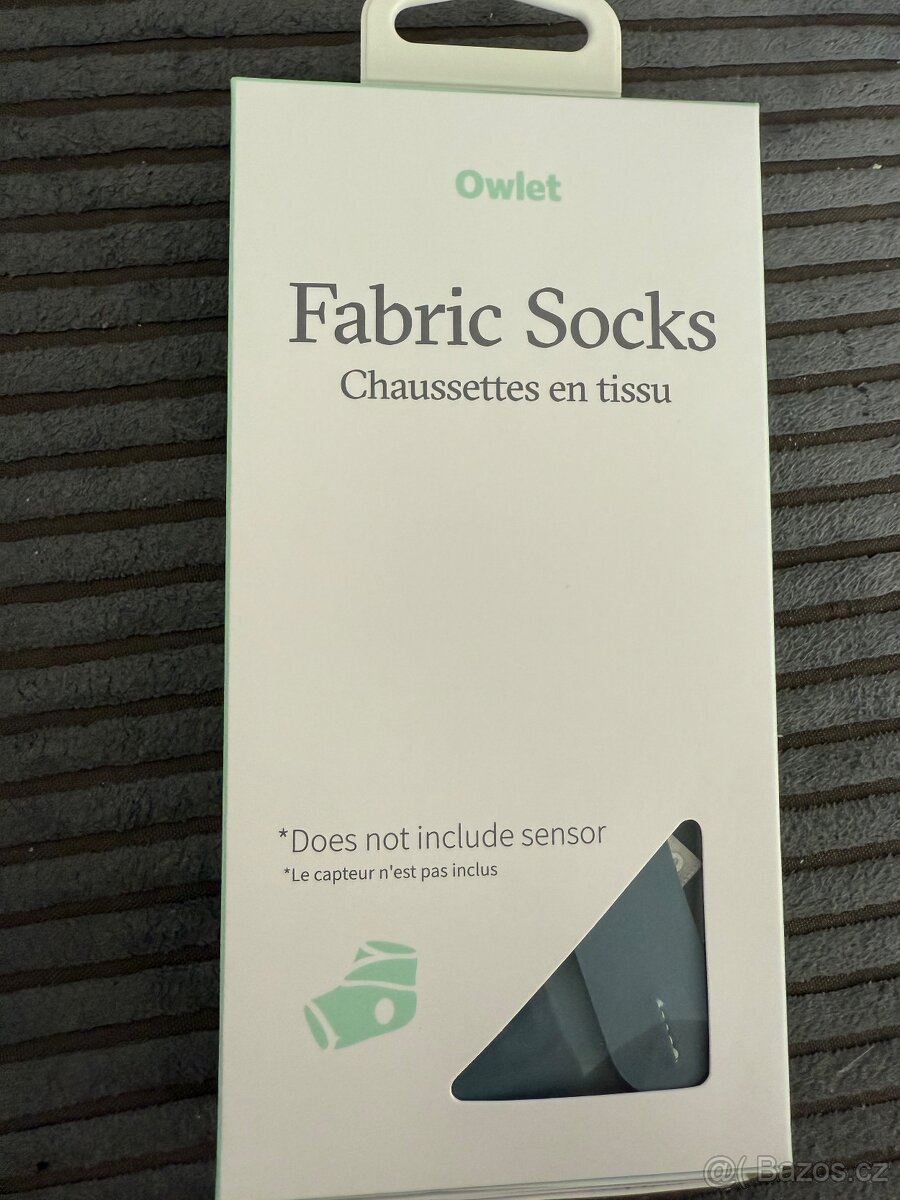 Owlet
Fabric Socks
Chaussettes en tissu
*Does not include sensor
*Le capteur n'est pas inclus
@( Bazos.cz